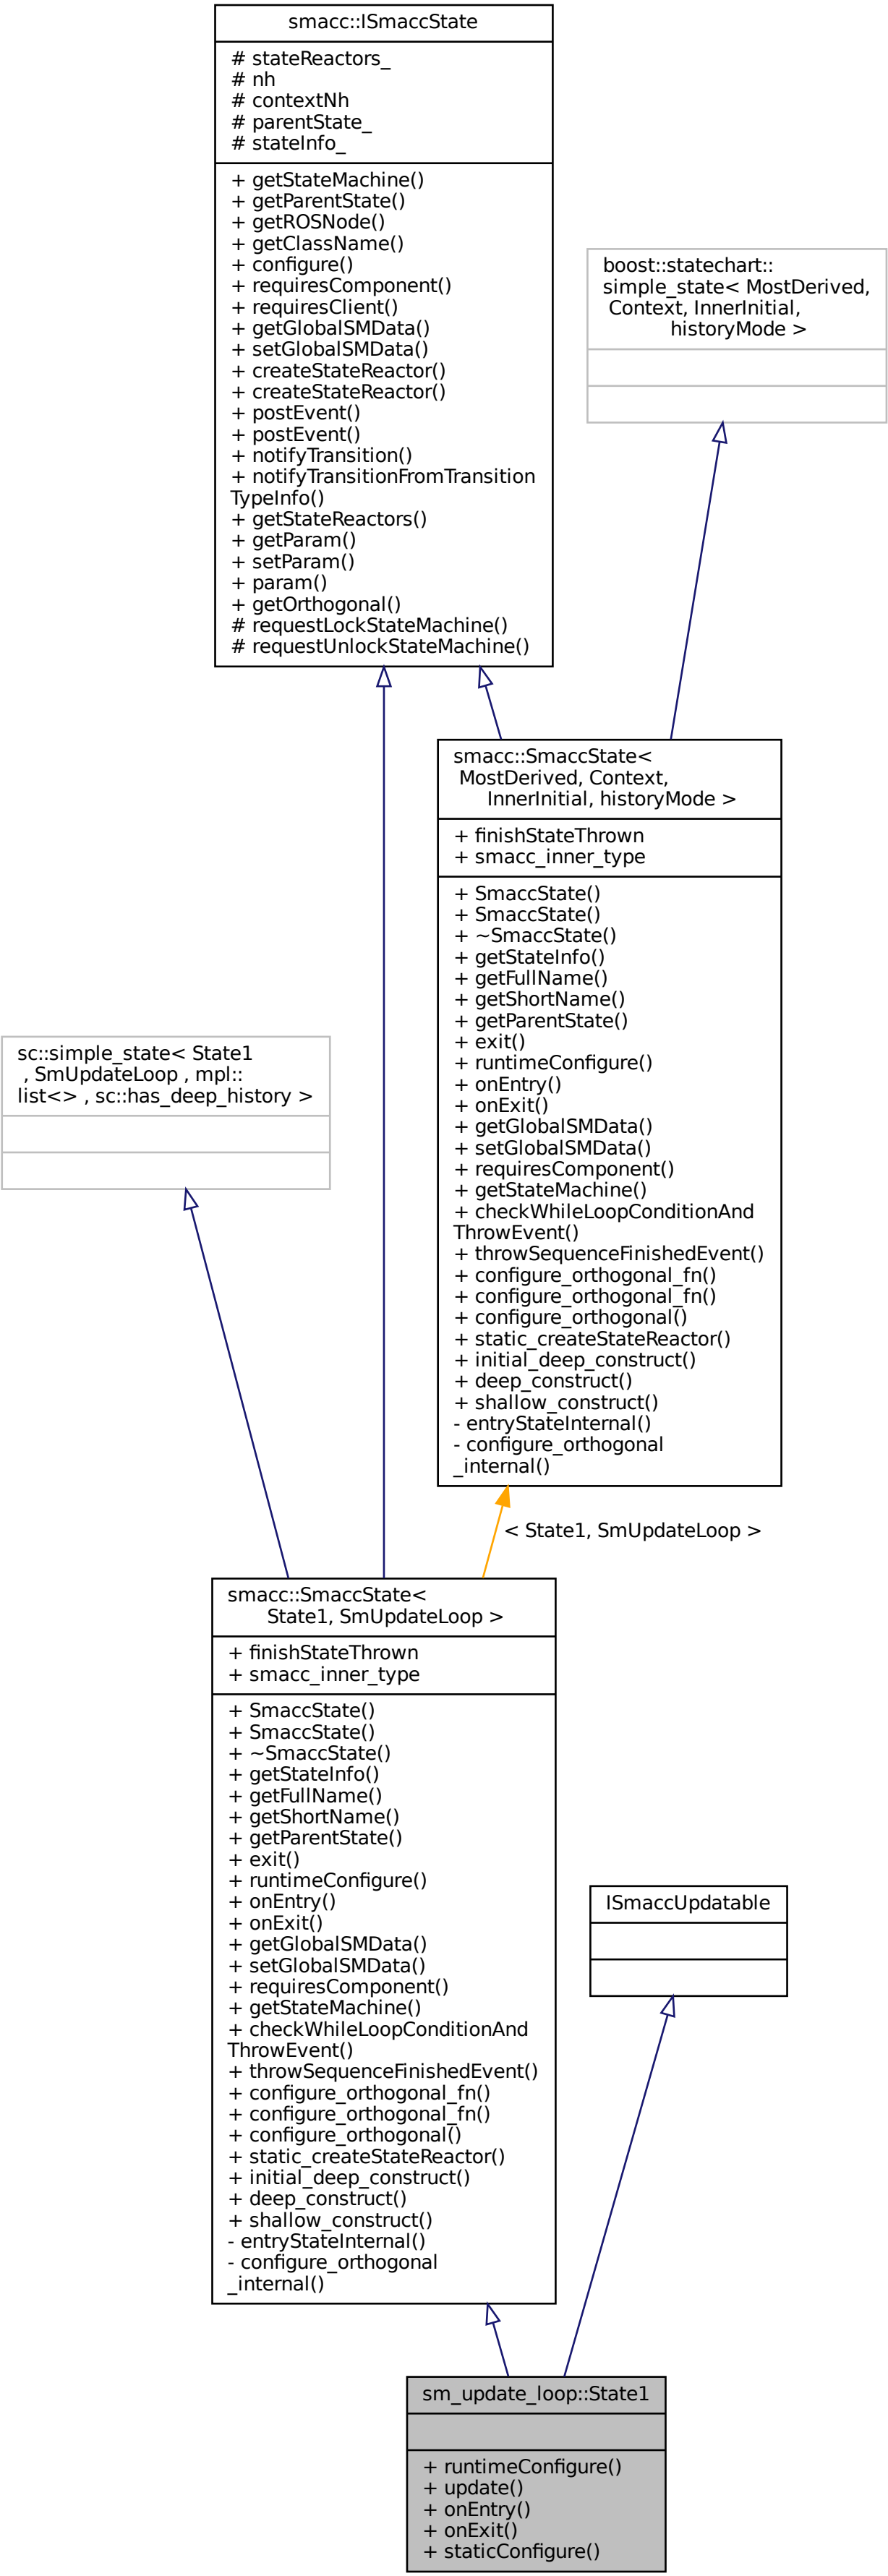 smacc::ISmaccState
# stateReactors_
# nh
# contextNh
# parentState_
# stateInfo_
+ getStateMachine()
+ getParentState()
+ getROSNode()
+ getClassName()
+ configure()
+ requiresComponent()
+ requiresClient()
+ getGlobalSMData()
+ setGlobalSMData()
+ createStateReactor()
+ createStateReactor()
+ postEvent()
+ postEvent()
+ notifyTransition()
+ notifyTransitionFromTransition
TypeInfo()
+ getStateReactors()
+ getParam()
+ setParam()
+ param()
+ getOrthogonal()
# requestLockStateMachine()
# requestUnlockStateMachine()
boost::statechart::
simple_state< MostDerived,
Context, InnerInitial,
historyMode >
smacc::SmaccState<
MostDerived, Context,
InnerInitial, historyMode >
+ finishStateThrown
+ smacc_inner_type
+ SmaccState()
+ SmaccState()
+ ~SmaccState()
+ getStateInfo()
+ getFullName()
+ getShortName()
+ getParentState()
+ exit()
+ runtimeConfigure()
+ onEntry()
+ onExit()
+ getGlobalSMData()
+ setGlobalSMData()
+ requiresComponent()
+ getStateMachine()
+ checkWhileLoopConditionAnd
ThrowEvent()
+ throwSequenceFinishedEvent()
+ configure_orthogonal_fn()
+ configure_orthogonal_fn()
+ configure_orthogonal()
+ static_createStateReactor()
+ initial_deep_construct()
+ deep_construct()
+ shallow_construct()
- entryStateInternal()
- configure_orthogonal
_internal()
sc::simple_state< State1
, SmUpdateLoop , mpl::
list<> , sc::has_deep_history >
< State1, SmUpdateLoop >
smacc::SmaccState<
State1, SmUpdateLoop >
+ finishStateThrown
+ smacc_inner_type
+ SmaccState()
+ SmaccState()
+ ~SmaccState()
+ getStateInfo()
+ getFullName()
+ getShortName()
+ getParentState()
+ exit()
+ runtimeConfigure()
+ onEntry()
+ onExit()
+ getGlobalSMData()
+ setGlobalSMData()
+ requiresComponent()
+ getStateMachine()
+ checkWhileLoopConditionAnd
ThrowEvent()
+ throwSequenceFinishedEvent()
+ configure_orthogonal_fn()
+ configure_orthogonal_fn()
+ configure_orthogonal()
+ static_createStateReactor()
+ initial_deep_construct()
+ deep_construct()
+ shallow_construct()
- entryStateInternal()
- configure_orthogonal
_internal()
ISmaccUpdatable
sm_update_loop::State1
+ runtimeConfigure()
+ update()
+ onEntry()
+ onExit()
+ staticConfigure()